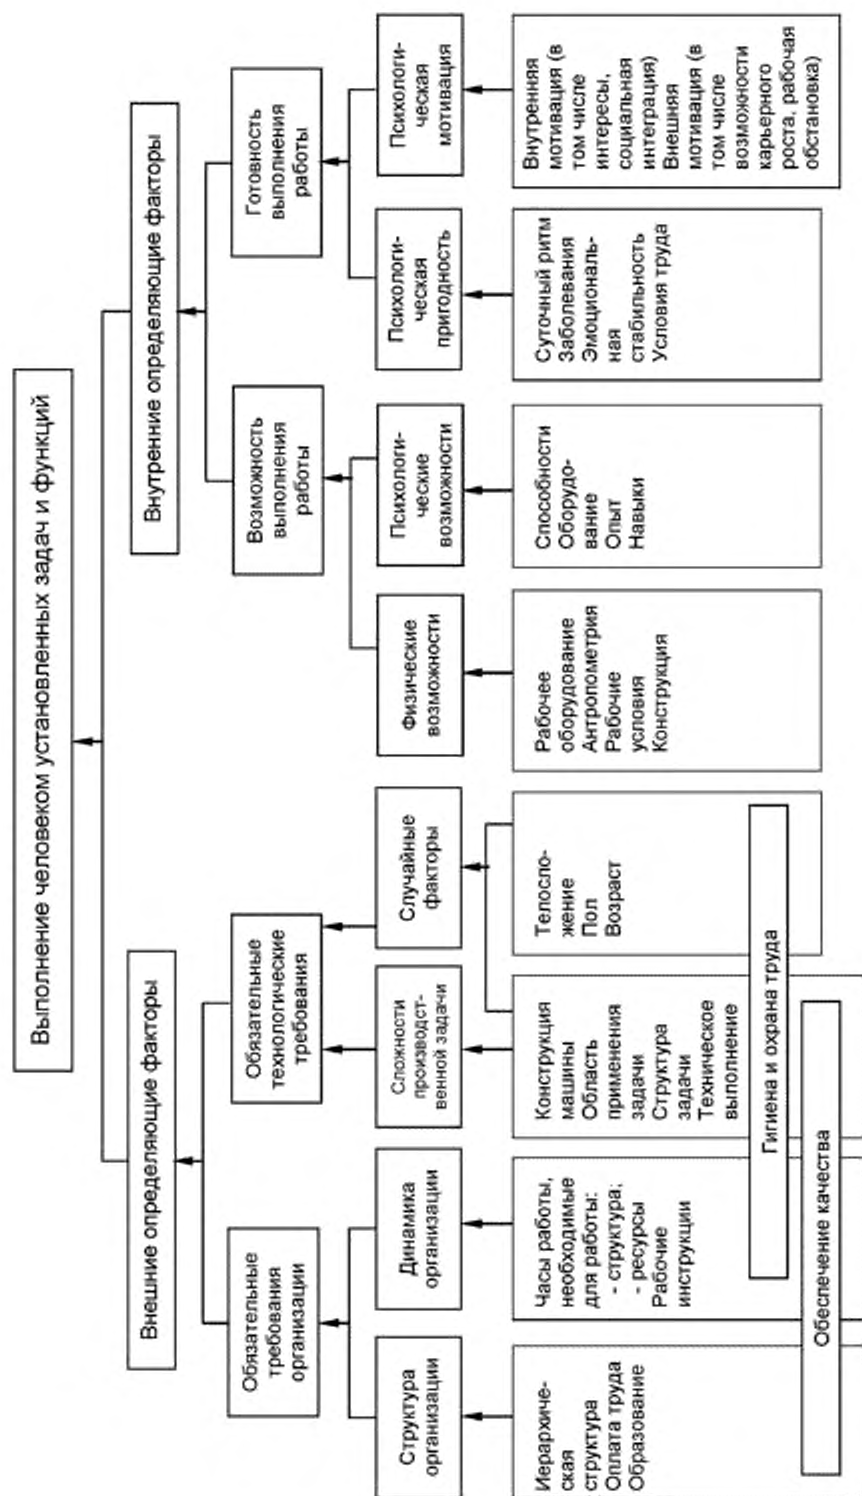 Выполнение человеком установленных задач и функций
Внешние определяющие факторы
Внутренние определяющие факторы
Обязательные
требования
организации
Обязательные
технологические
требования
Возможность
выполнения
работы
Готовность
выполнения
работы
Структура
организации
Динамика
организации
Сложности
производст-
венной задачи
Случайные
факторы
Физические
возможности
Психологи-
ческие
возможности
Психологи-
ческая
пригодность
Психологи-
ческая
мотивация
Иерархиче-
ская
структура
Оплата труда
Образование
Часы работы,
необходимые
для работы:
- структура;
- ресурсы
Рабочие
инструкции
Конструкция
машины
Область
применения
задачи
Структура
задачи
Техническое
выполнение
Телосло-
жение
Пол
Возраст
Рабочее
оборудование
Антропометрия
Рабочие
условия
Конструкция
Способности
Оборудо-
вание
Опыт
Навыки
Суточный ритм
Заболевания
Эмоциональ-
ная
стабильность
Условия труда
Внутренняя
мотивация (в
том числе
интересы,
социальная
интеграция)
Внешняя
мотивация (в
том числе
возможности
карьерного
роста, рабочая
обстановка)
Гигиена и охрана труда
Обеспечение качества